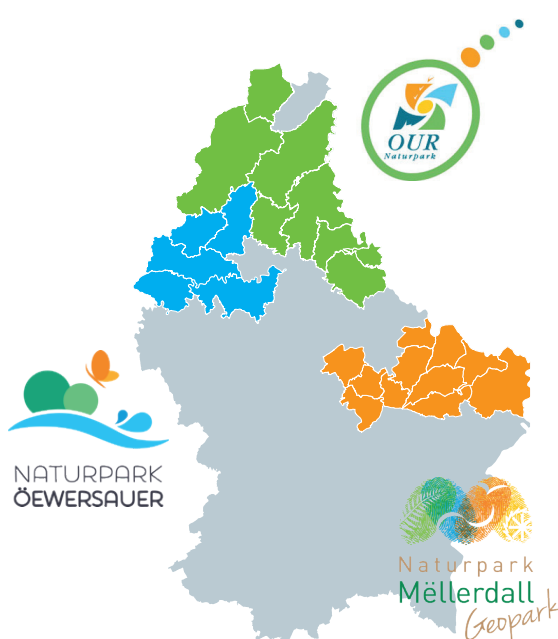 OUR
Naturpark
NATURPARK
ÖEWERSAUER
Naturpark
Mëllerdall
Geopark